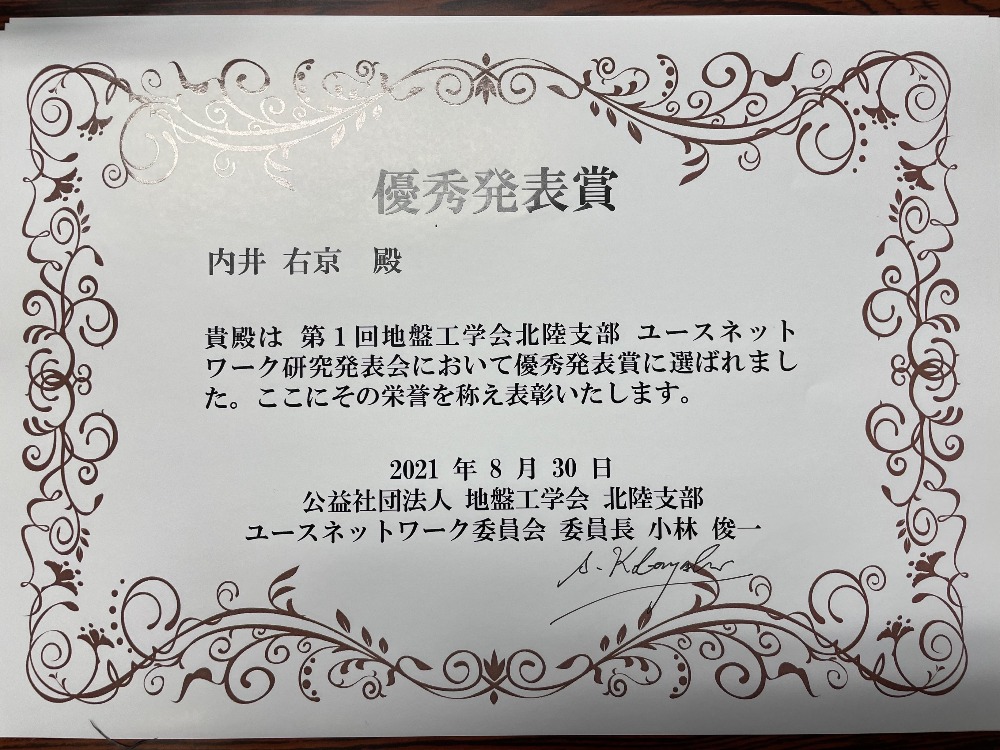 優秀発表賞
内井 右京 殿
貴殿は 第1回地盤工学会北陸支部 ユースネット
ワーク研究発表会において優秀発表賞に選ばれまし
た。ここにその栄誉を称え表彰いたします。
2021 年 8 月 30 日
公益社団法人 地盤工学会 北陸支部
ユースネットワーク委員会 委員長 小林 俊一
S. Kobayashi